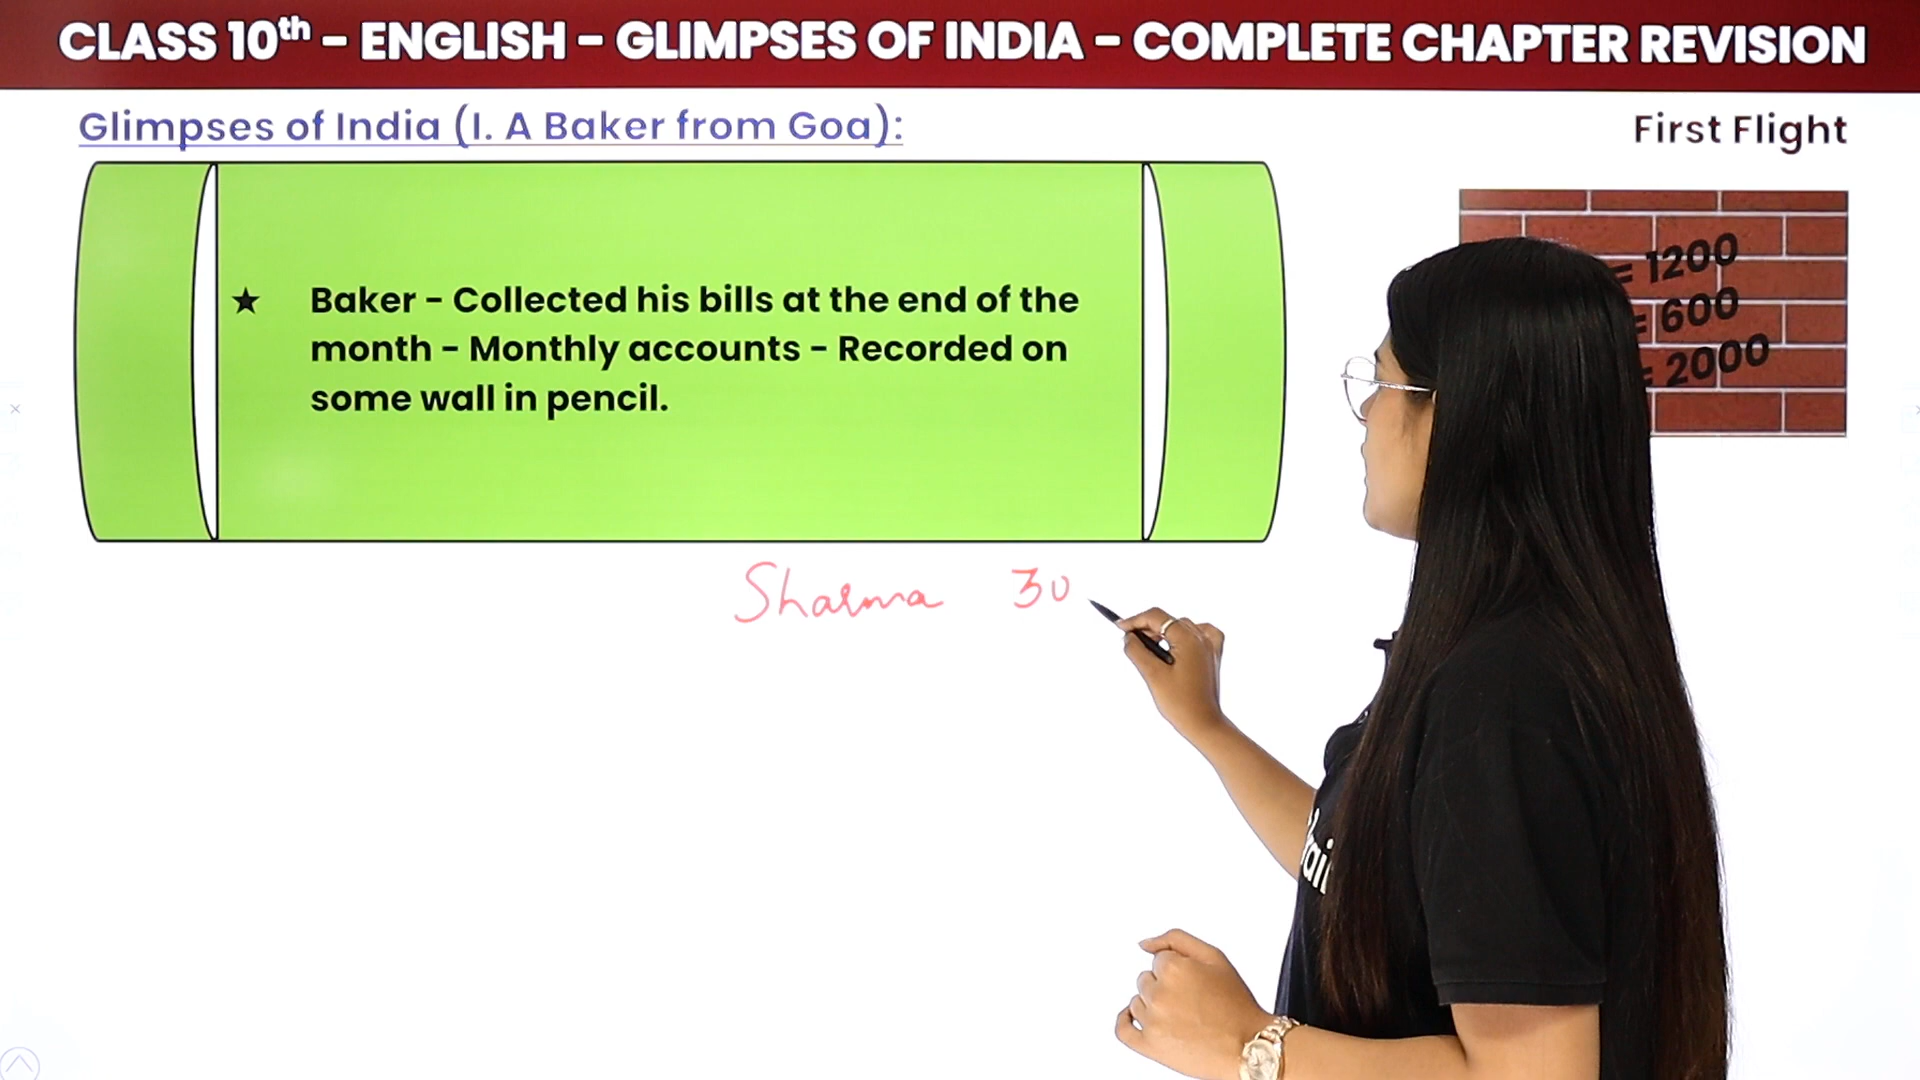 CLASS 10th - ENGLISH - GLIMPSES OF INDIA - COMPLETE CHAPTER REVISION
Glimpses of India (I. A Baker from Goa):
First Flight
★ Baker - Collected his bills at the end of the
month - Monthly accounts - Recorded on
some wall in pencil.
= 1200
= 600
= 2000
Sharma 30